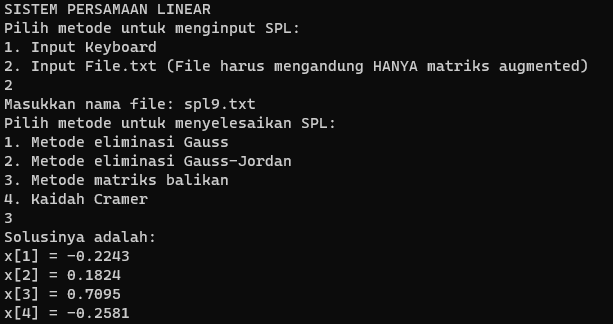 SISTEM PERSAMAAN LINEAR
Pilih metode untuk menginput SPL:
1. Input Keyboard
2. Input File.txt (File harus mengandung HANYA matriks augmented)
2
Masukkan nama file: spl9.txt
Pilih metode untuk menyelesaikan SPL:
1. Metode eliminasi Gauss
2. Metode eliminasi Gauss-Jordan
3. Metode matriks balikan
4. Kaidah Cramer
3
Solusinya adalah:
x[1] = -0.2243
x[2] = 0.1824
x[3] = 0.7095
x[4] = -0.2581